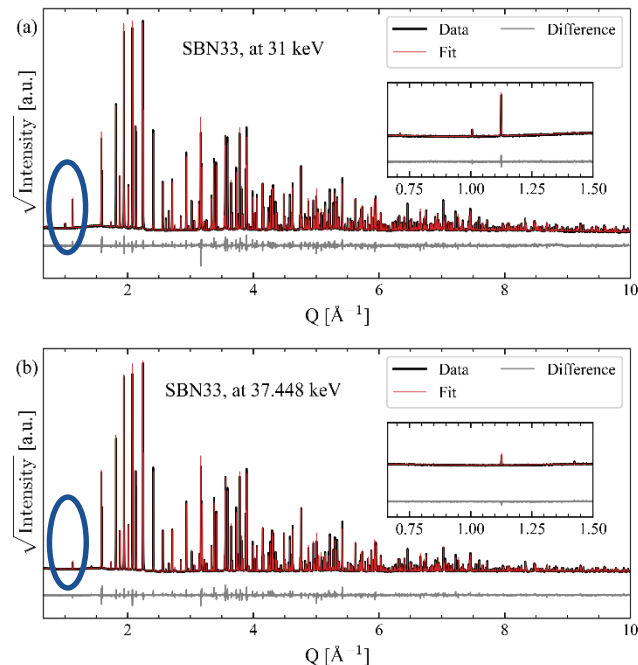 (a)
SBN33, at 31 keV
Data
Difference
Fit
√Intensity [a.u.]
0.75 1.00 1.25 1.50
2 4 6 8 10
Q [Å⁻¹]
(b)
SBN33, at 37.448 keV
Data
Difference
Fit
√Intensity [a.u.]
0.75 1.00 1.25 1.50
2 4 6 8 10
Q [Å⁻¹]